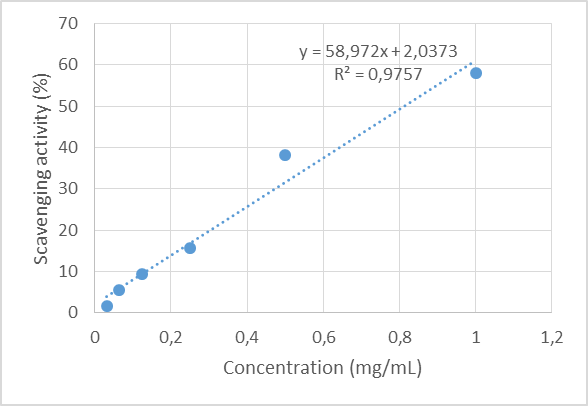 70
60
50
40
30
20
10
0
y = 58,972x + 2,0373
R² = 0,9757
Scavenging activity (%)
0 0,2 0,4 0,6 0,8 1 1,2
Concentration (mg/mL)